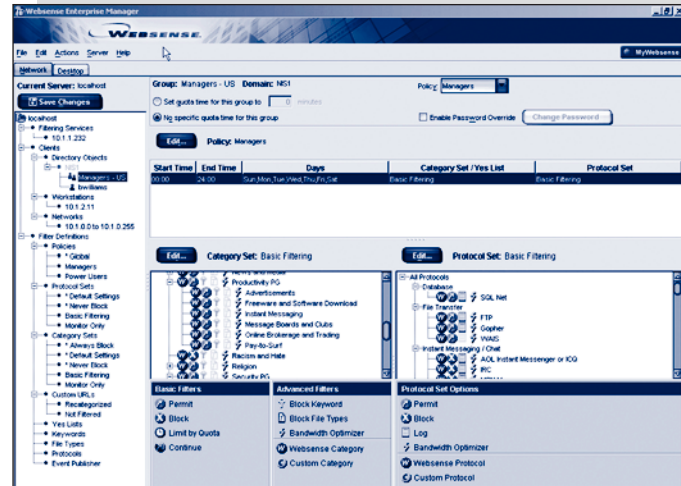 Websense Enterprise Manager
WEBSENSE
File Edit Actions Server Help
MyWebsense
Network Desktop
Current Server: localhost
Save Changes
localhost
Filtering Services
10.1.1.232
Clients
Directory Objects
NIS1
Managers - US
bwilliams
Workstations
10.1.2.11
Networks
10.1.0.0 to 10.1.0.255
Filter Definitions
Policies
* Global
Managers
Power Users
Protocol Sets
* Default Settings
* Never Block
Basic Filtering
Monitor Only
Category Sets
* Always Block
* Default Settings
* Never Block
Basic Filtering
Monitor Only
Custom URLs
Recategorized
Not Filtered
Yes Lists
Keywords
File Types
Protocols
Event Publisher
Group: Managers - US Domain: NIS1
Policy: Managers
Set quota time for this group to 0 minutes
No specific quota time for this group
Enable Password Override Change Password
Edit... Policy: Managers
Start Time End Time Days Category Set / Yes List Protocol Set
00:00 24:00 Sun,Mon,Tue,Wed,Thu,Fri,Sat Basic Filtering Basic Filtering
Edit... Category Set: Basic Filtering
News and Media
Productivity PG
Advertisements
Freeware and Software Download
Instant Messaging
Message Boards and Clubs
Online Brokerage and Trading
Pay-to-Surf
Racism and Hate
Religion
Security PG
Edit... Protocol Set: Basic Filtering
All Protocols
Database
SQL Net
File Transfer
FTP
Gopher
WAIS
Instant Messaging / Chat
AOL Instant Messenger or ICQ
IRC
Basic Filters
Permit
Block
Limit by Quota
Continue
Advanced Filters
Block Keyword
Block File Types
Bandwidth Optimizer
Websense Category
Custom Category
Protocol Set Options
Permit
Block
Log
Bandwidth Optimizer
Websense Protocol
Custom Protocol